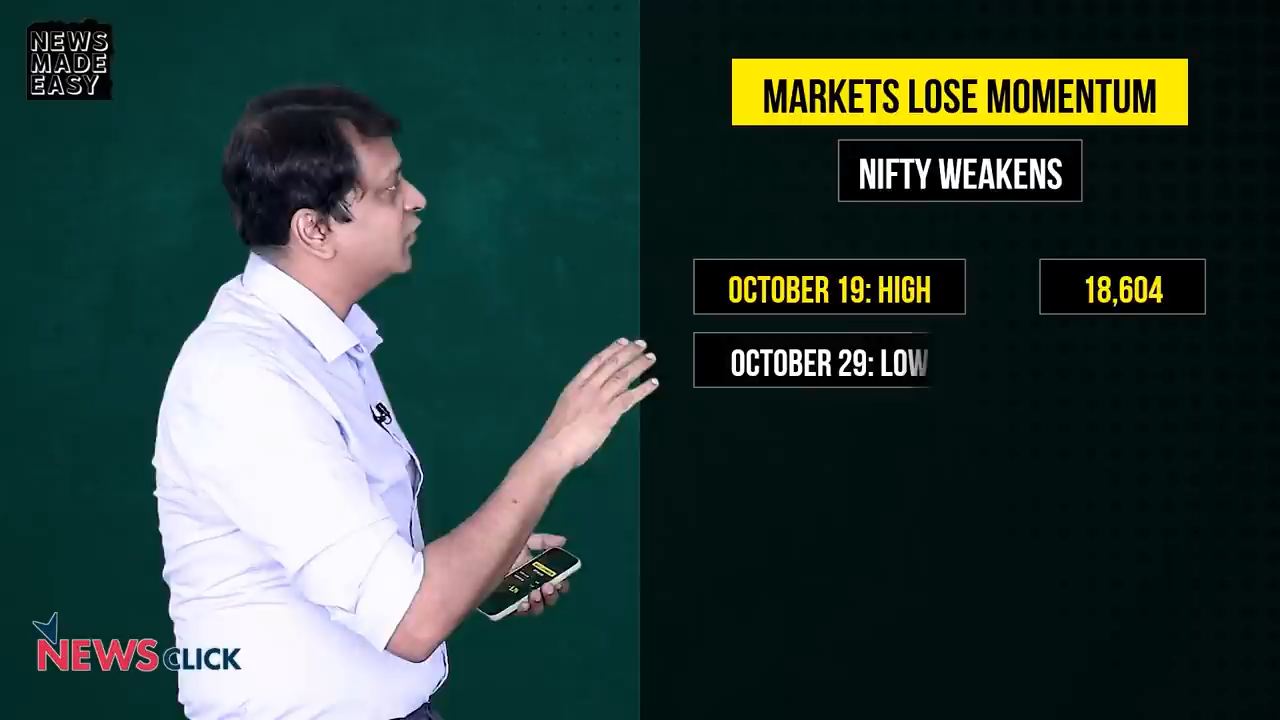 NEWS
MADE
EASY
MARKETS LOSE MOMENTUM
NIFTY WEAKENS
OCTOBER 19: HIGH
18,604
OCTOBER 29: LOW
NEWSCLICK